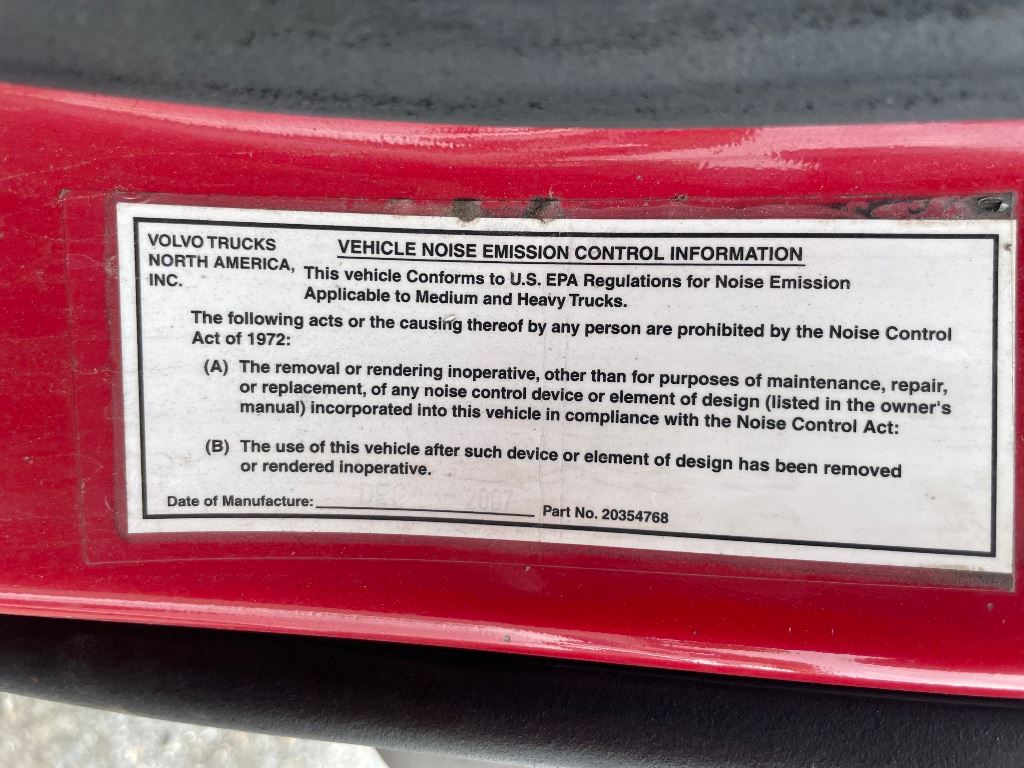 VOLVO TRUCKS
NORTH AMERICA,
INC.
VEHICLE NOISE EMISSION CONTROL INFORMATION
This vehicle Conforms to U.S. EPA Regulations for Noise Emission
Applicable to Medium and Heavy Trucks.
The following acts or the causing thereof by any person are prohibited by the Noise Control
Act of 1972:
(A) The removal or rendering inoperative, other than for purposes of maintenance, repair,
or replacement, of any noise control device or element of design (listed in the owner's
manual) incorporated into this vehicle in compliance with the Noise Control Act:
(B) The use of this vehicle after such device or element of design has been removed
or rendered inoperative.
Date of Manufacture: DEC 2007 Part No. 20354768